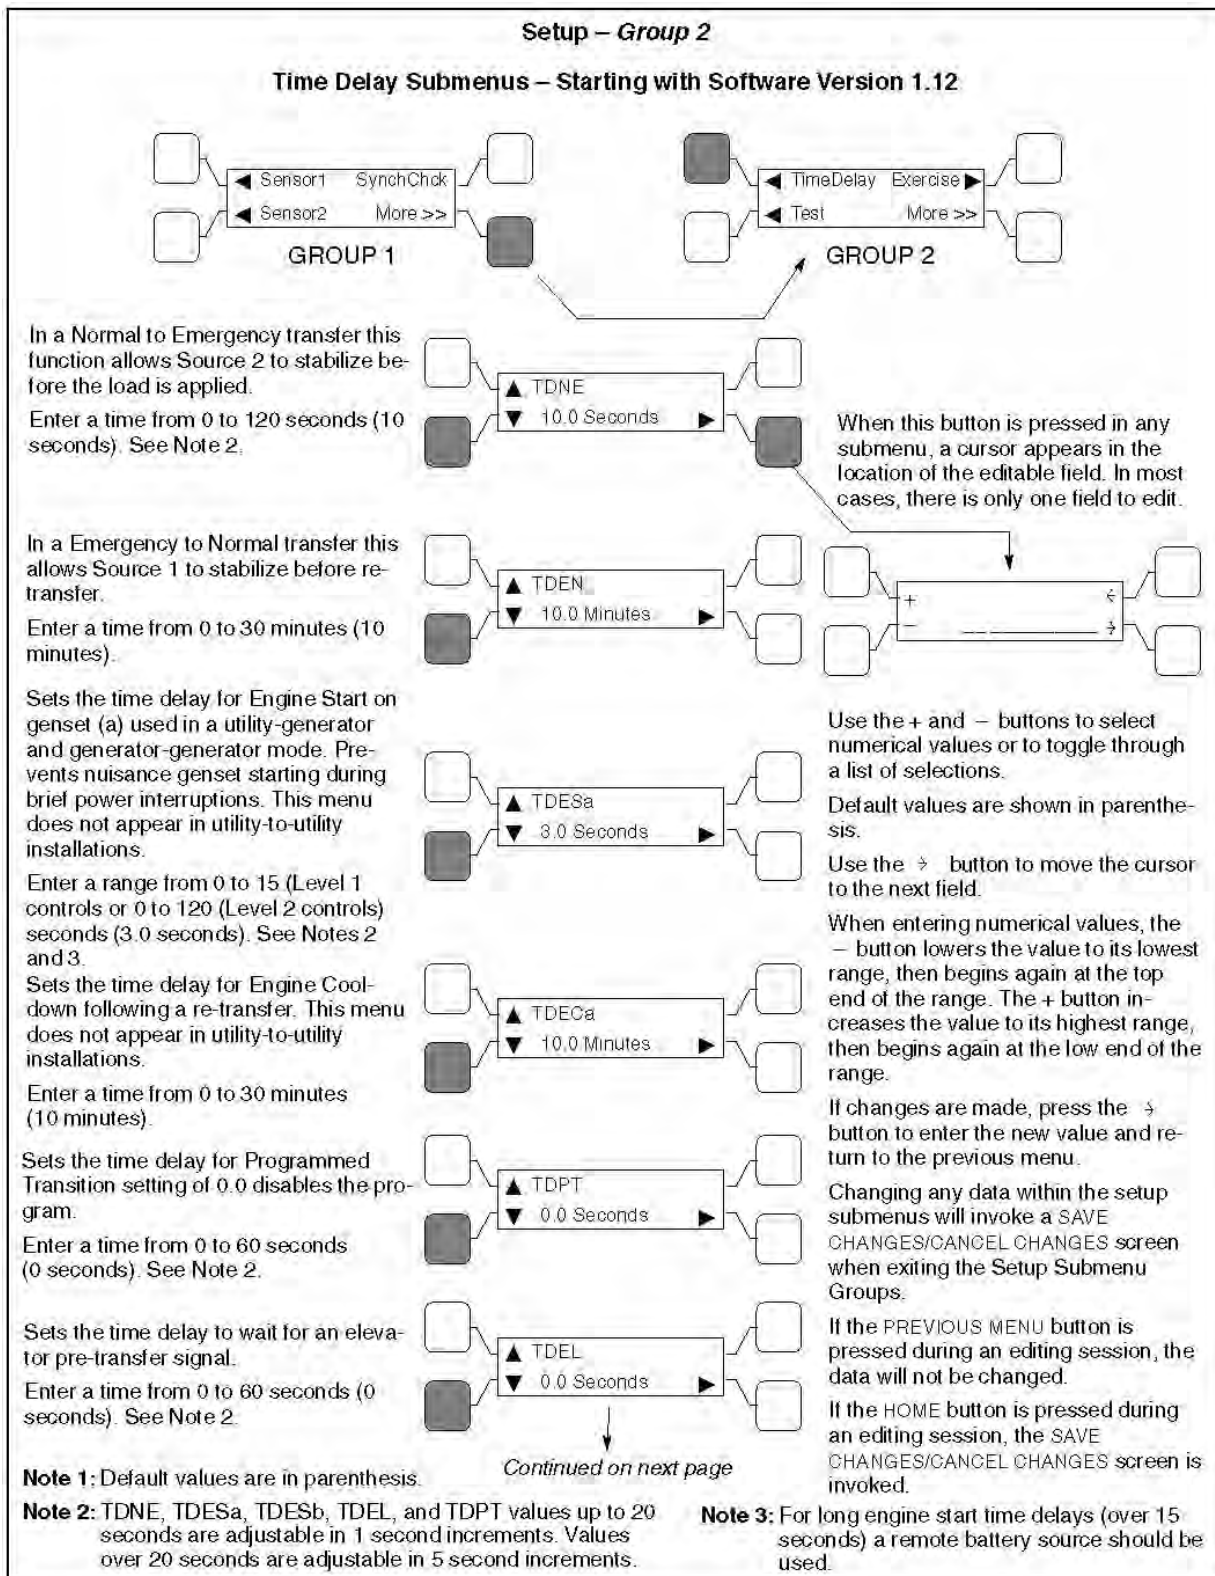 Setup – Group 2
Time Delay Submenus – Starting with Software Version 1.12
◀ Sensor1 SynchChck
◀ Sensor2 More >>
GROUP 1
◀ TimeDelay Exercise ▶
◀ Test More >>
GROUP 2
In a Normal to Emergency transfer this
function allows Source 2 to stabilize be-
fore the load is applied.
Enter a time from 0 to 120 seconds (10
seconds). See Note 2.
▲ TDNE
▼ 10.0 Seconds ▶
When this button is pressed in any
submenu, a cursor appears in the
location of the editable field. In most
cases, there is only one field to edit.
In a Emergency to Normal transfer this
allows Source 1 to stabilize before re-
transfer.
Enter a time from 0 to 30 minutes (10
minutes).
▲ TDEN
▼ 10.0 Minutes ▶
+ ←
– __ ____________ →
Sets the time delay for Engine Start on
genset (a) used in a utility-generator
and generator-generator mode. Pre-
vents nuisance genset starting during
brief power interruptions. This menu
does not appear in utility-to-utility
installations.
Enter a range from 0 to 15 (Level 1
controls or 0 to 120 (Level 2 controls)
seconds (3.0 seconds). See Notes 2
and 3.
▲ TDESa
▼ 3.0 Seconds ▶
Sets the time delay for Engine Cool-
down following a re-transfer. This menu
does not appear in utility-to-utility
installations.
Enter a time from 0 to 30 minutes
(10 minutes).
▲ TDECa
▼ 10.0 Minutes ▶
Sets the time delay for Programmed
Transition setting of 0.0 disables the pro-
gram.
Enter a time from 0 to 60 seconds
(0 seconds). See Note 2.
▲ TDPT
▼ 0.0 Seconds ▶
Sets the time delay to wait for an eleva-
tor pre-transfer signal.
Enter a time from 0 to 60 seconds (0
seconds). See Note 2.
▲ TDEL
▼ 0.0 Seconds ▶
Continued on next page
Use the + and – buttons to select
numerical values or to toggle through
a list of selections.
Default values are shown in parenthe-
sis.
Use the → button to move the cursor
to the next field.
When entering numerical values, the
– button lowers the value to its lowest
range, then begins again at the top
end of the range. The + button in-
creases the value to its highest range,
then begins again at the low end of the
range.
If changes are made, press the →
button to enter the new value and re-
turn to the previous menu.
Changing any data within the setup
submenus will invoke a SAVE
CHANGES/CANCEL CHANGES screen
when exiting the Setup Submenu
Groups.
If the PREVIOUS MENU button is
pressed during an editing session, the
data will not be changed.
If the HOME button is pressed during
an editing session, the SAVE
CHANGES/CANCEL CHANGES screen is
invoked.
Note 1: Default values are in parenthesis.
Note 2: TDNE, TDESa, TDESb, TDEL, and TDPT values up to 20
seconds are adjustable in 1 second increments. Values
over 20 seconds are adjustable in 5 second increments.
Note 3: For long engine start time delays (over 15
seconds) a remote battery source should be
used.